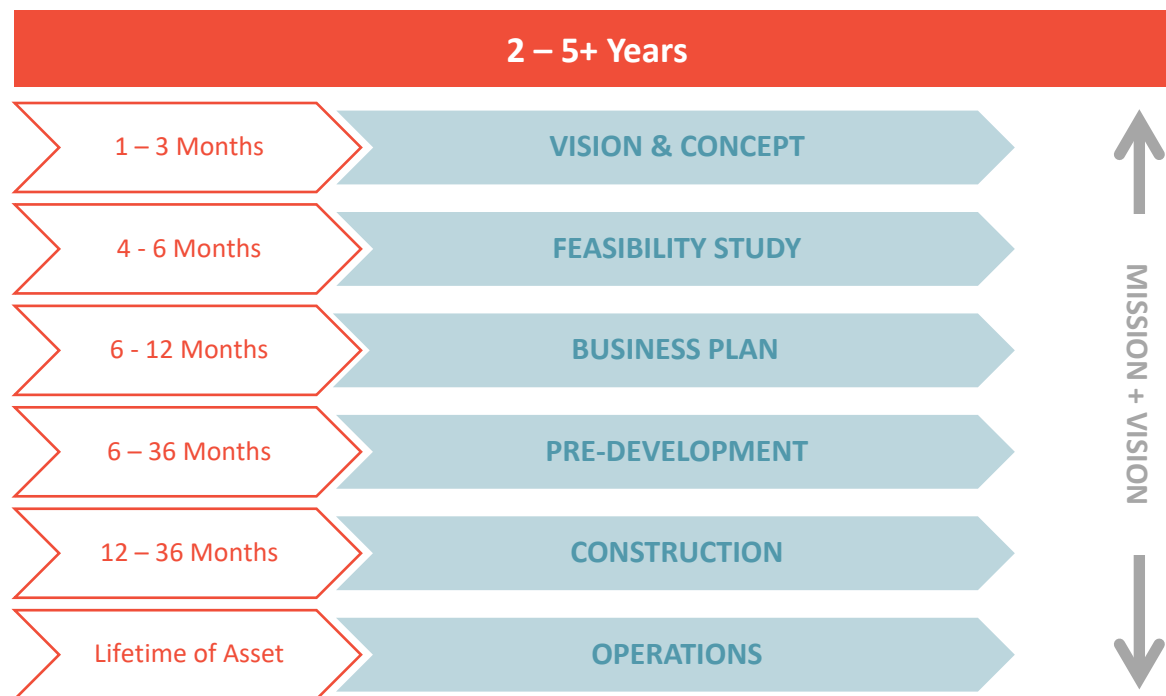 2 – 5+ Years
1 – 3 Months
VISION & CONCEPT
4 - 6 Months
FEASIBILITY STUDY
6 - 12 Months
BUSINESS PLAN
6 – 36 Months
PRE-DEVELOPMENT
12 – 36 Months
CONSTRUCTION
Lifetime of Asset
OPERATIONS
MISSION + VISION